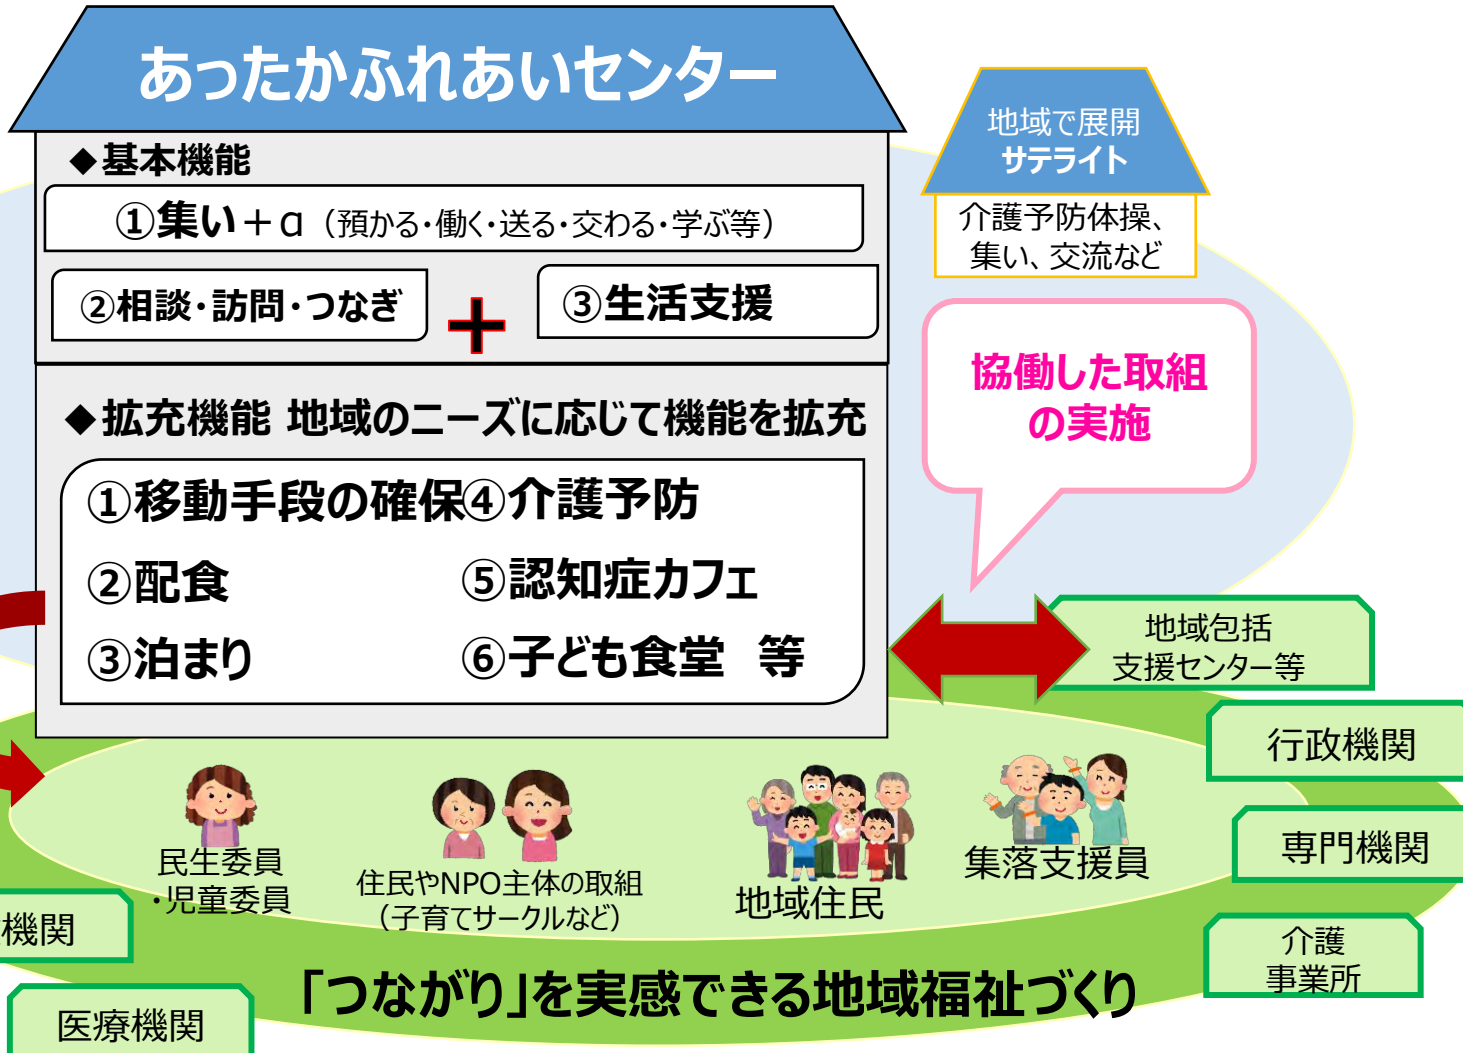 あったかふれあいセンター
◆基本機能
①集い＋α（預かる・働く・送る・交わる・学ぶ等）
②相談・訪問・つなぎ
＋
③生活支援
◆拡充機能 地域のニーズに応じて機能を拡充
①移動手段の確保
②配食
③泊まり
④介護予防
⑤認知症カフェ
⑥子ども食堂 等
地域で展開
サテライト
介護予防体操、
集い、交流など
協働した取組
の実施
地域包括
支援センター等
行政機関
専門機関
介護
事業所
民生委員
・児童委員
住民やNPO主体の取組
（子育てサークルなど）
地域住民
集落支援員
機関
医療機関
「つながり」を実感できる地域福祉づくり